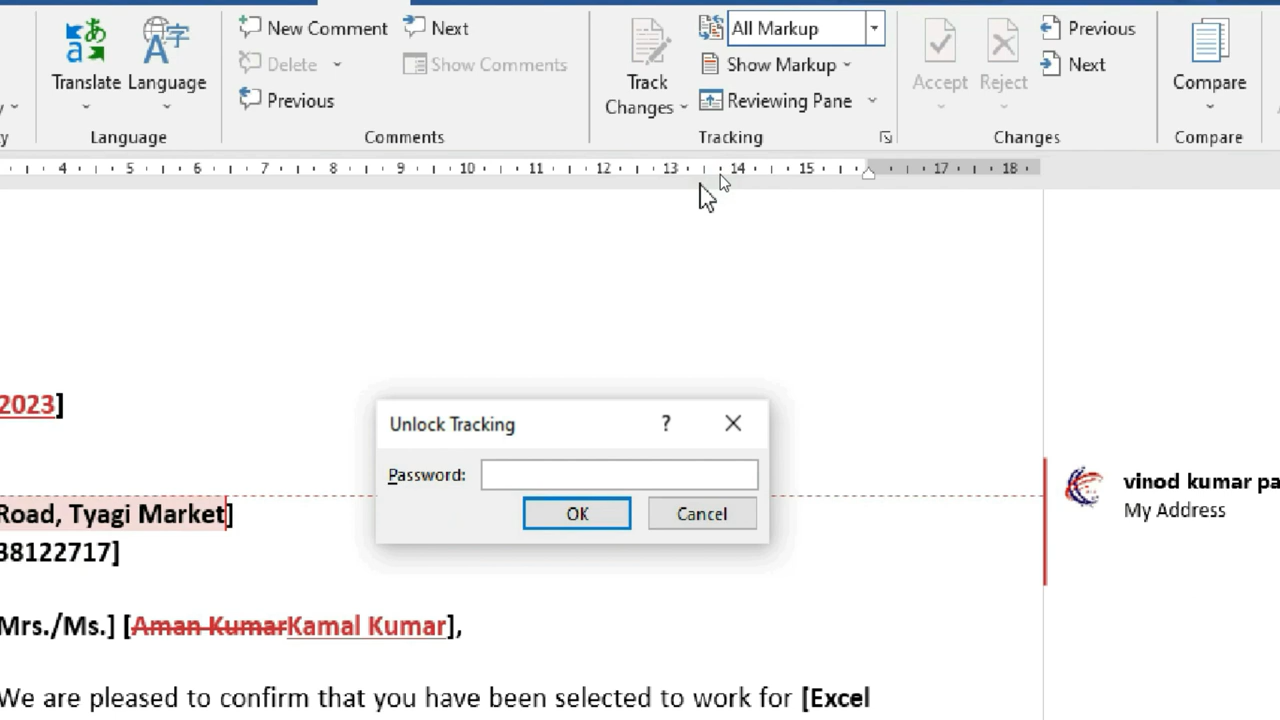 New Comment
Next
All Markup
Previous
Translate
Language
Delete
Show Comments
Track Changes
Show Markup
Accept
Reject
Next
Compare
Previous
Reviewing Pane
Language
Comments
Tracking
Changes
Compare
4 5 6 7 8 9 10 11 12 13 14 15 17 18
2023]
Unlock Tracking ?
Password:
OK Cancel
vinod kumar pa
My Address
Road, Tyagi Market]
38122717]
Mrs./Ms.] [Aman KumarKamal Kumar],
We are pleased to confirm that you have been selected to work for [Excel